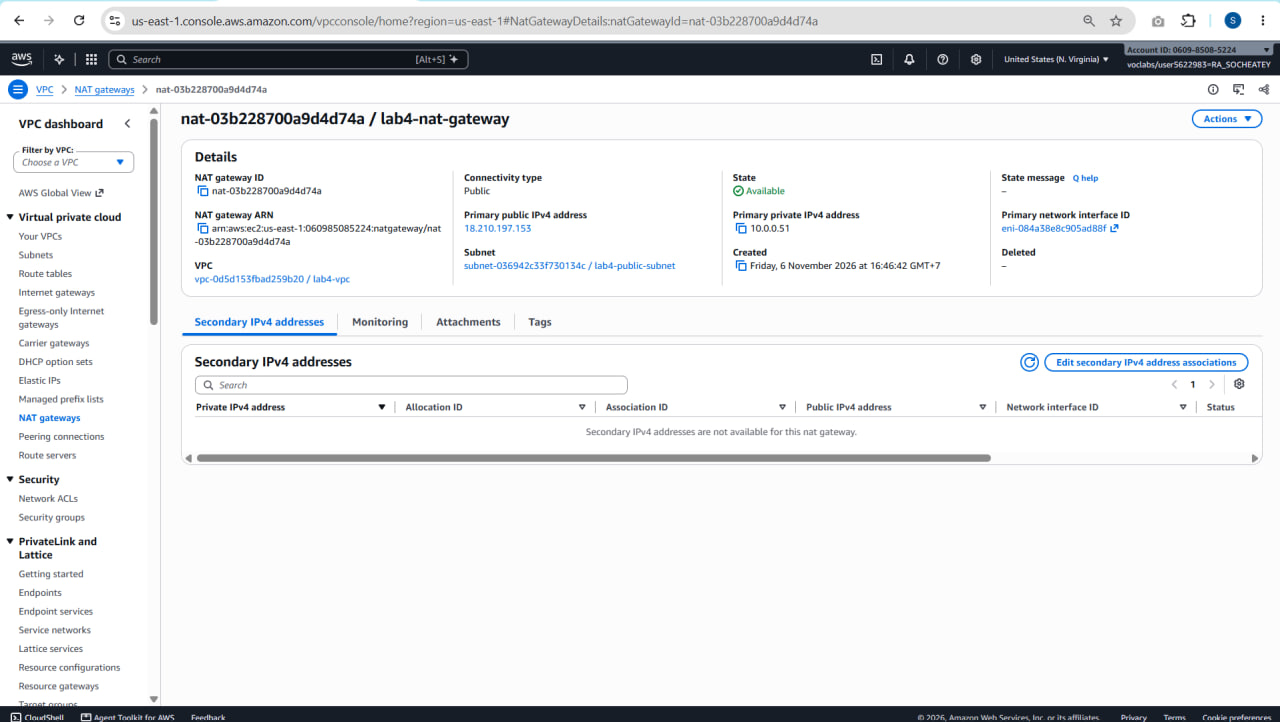 us-east-1.console.aws.amazon.com/vpcconsole/home?region=us-east-1#NatGatewayDetails:natGatewayId=nat-03b228700a9d4d74a
S
aws
Search
[Alt+S]
United States (N. Virginia)
Account ID: 0609-8508-5224
voclabs/user5622983=RA_SOCHEATEY
VPC
NAT gateways
nat-03b228700a9d4d74a
VPC dashboard
Filter by VPC:
Choose a VPC
AWS Global View
Virtual private cloud
Your VPCs
Subnets
Route tables
Internet gateways
Egress-only Internet
gateways
Carrier gateways
DHCP option sets
Elastic IPs
Managed prefix lists
NAT gateways
Peering connections
Route servers
Security
Network ACLs
Security groups
PrivateLink and
Lattice
Getting started
Endpoints
Endpoint services
Service networks
Lattice services
Resource configurations
Resource gateways
Target groups
nat-03b228700a9d4d74a / lab4-nat-gateway
Actions
Details
NAT gateway ID
nat-03b228700a9d4d74a
NAT gateway ARN
arn:aws:ec2:us-east-1:060985085224:natgateway/nat
-03b228700a9d4d74a
VPC
vpc-0d5d153fbad259b20 / lab4-vpc
Connectivity type
Public
Primary public IPv4 address
18.210.197.153
Subnet
subnet-036942c33f730134c / lab4-public-subnet
State
Available
Primary private IPv4 address
10.0.0.51
Created
Friday, 6 November 2026 at 16:46:42 GMT+7
State message
help
–
Primary network interface ID
eni-084a38e8c905ad88f
Deleted
–
Secondary IPv4 addresses
Monitoring
Attachments
Tags
Secondary IPv4 addresses
Edit secondary IPv4 address associations
Search
1
Private IPv4 address
Allocation ID
Association ID
Public IPv4 address
Network interface ID
Status
Secondary IPv4 addresses are not available for this nat gateway.
CloudShell
Agent Toolkit for AWS
Feedback
© 2026, Amazon Web Services, Inc. or its affiliates.
Privacy
Terms
Cookie preferences